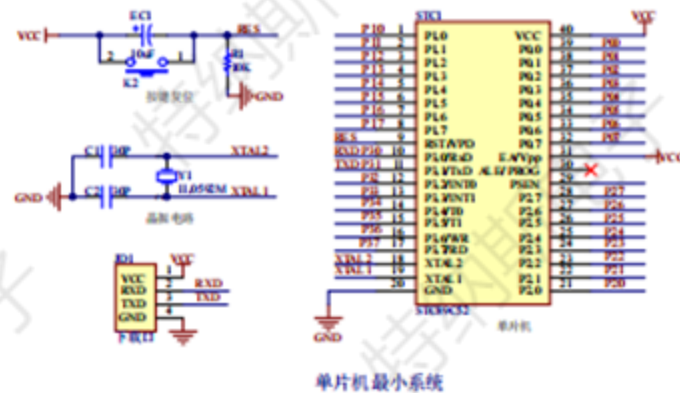 EC1
VCC
RES
10uF
2
1
R1
10K
K2
GND
按键复位
C1
30P
XTAL2
Y1
11.0592M
GND
C2
30P
XTAL1
晶振电路
VCC
VCC
1
RXD
2
RXD
TXD
3
TXD
GND
4
下载口
STC1
VCC
P10 1 P1.0 VCC 40
P11 2 P1.1 P0.0 39 P00
P12 3 P1.2 P0.1 38 P01
P13 4 P1.3 P0.2 37 P02
P14 5 P1.4 P0.3 36 P03
P15 6 P1.5 P0.4 35 P04
P16 7 P1.6 P0.5 34 P05
P17 8 P1.7 P0.6 33 P06
RES 9 RST/VPD P0.7 32 P07
RXD P30 10 P3.0/RxD EA/Vpp 31 VCC
TXD P31 11 P3.1/TxD ALE/PROG 30
P32 12 P3.2/INT0 PSEN 29
P33 13 P3.3/INT1 P2.7 28 P27
P34 14 P3.4/T0 P2.6 27 P26
P35 15 P3.5/T1 P2.5 26 P25
P36 16 P3.6/WR P2.4 25 P24
P37 17 P3.7/RD P2.3 24 P23
XTAL2 18 XTAL2 P2.2 23 P22
XTAL1 19 XTAL1 P2.1 22 P21
20 GND P2.0 21 P20
STC89C52
GND
单片机
单片机最小系统